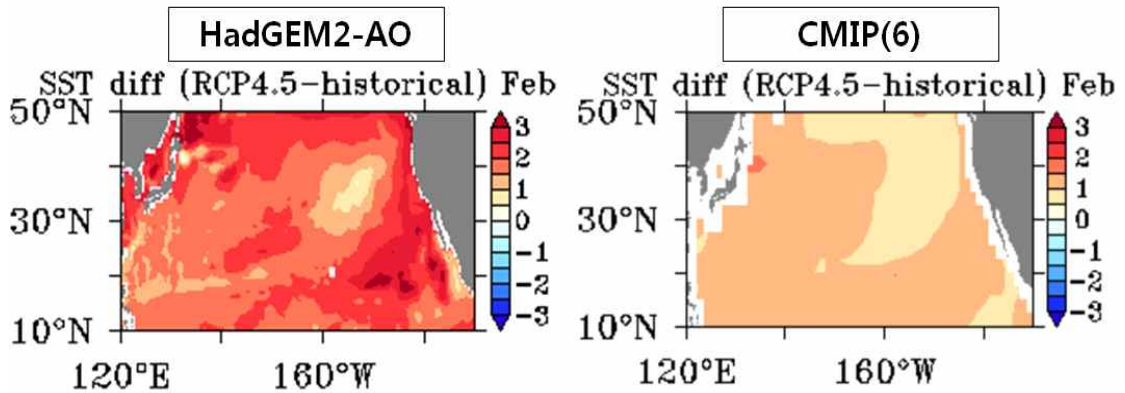 HadGEM2-AO
SST diff (RCP4.5-historical) Feb
50°N
30°N
10°N
120°E
160°W
3
2
1
0
-1
-2
-3
CMIP(6)
SST diff (RCP4.5-historical) Feb
50°N
30°N
10°N
120°E
160°W
3
2
1
0
-1
-2
-3